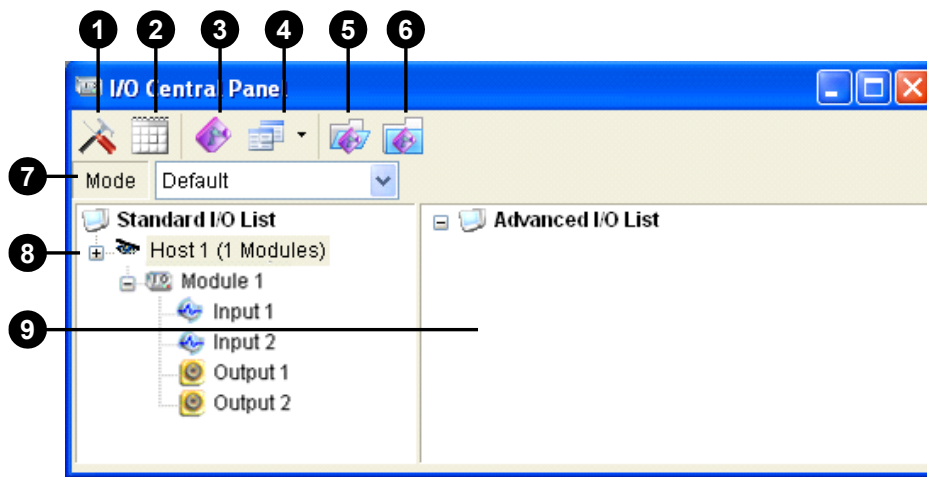 1 2 3 4 5 6
I/O Central Panel
7
Mode Default
Standard I/O List
Advanced I/O List
8
Host 1 (1 Modules)
Module 1
Input 1
9
Input 2
Output 1
Output 2